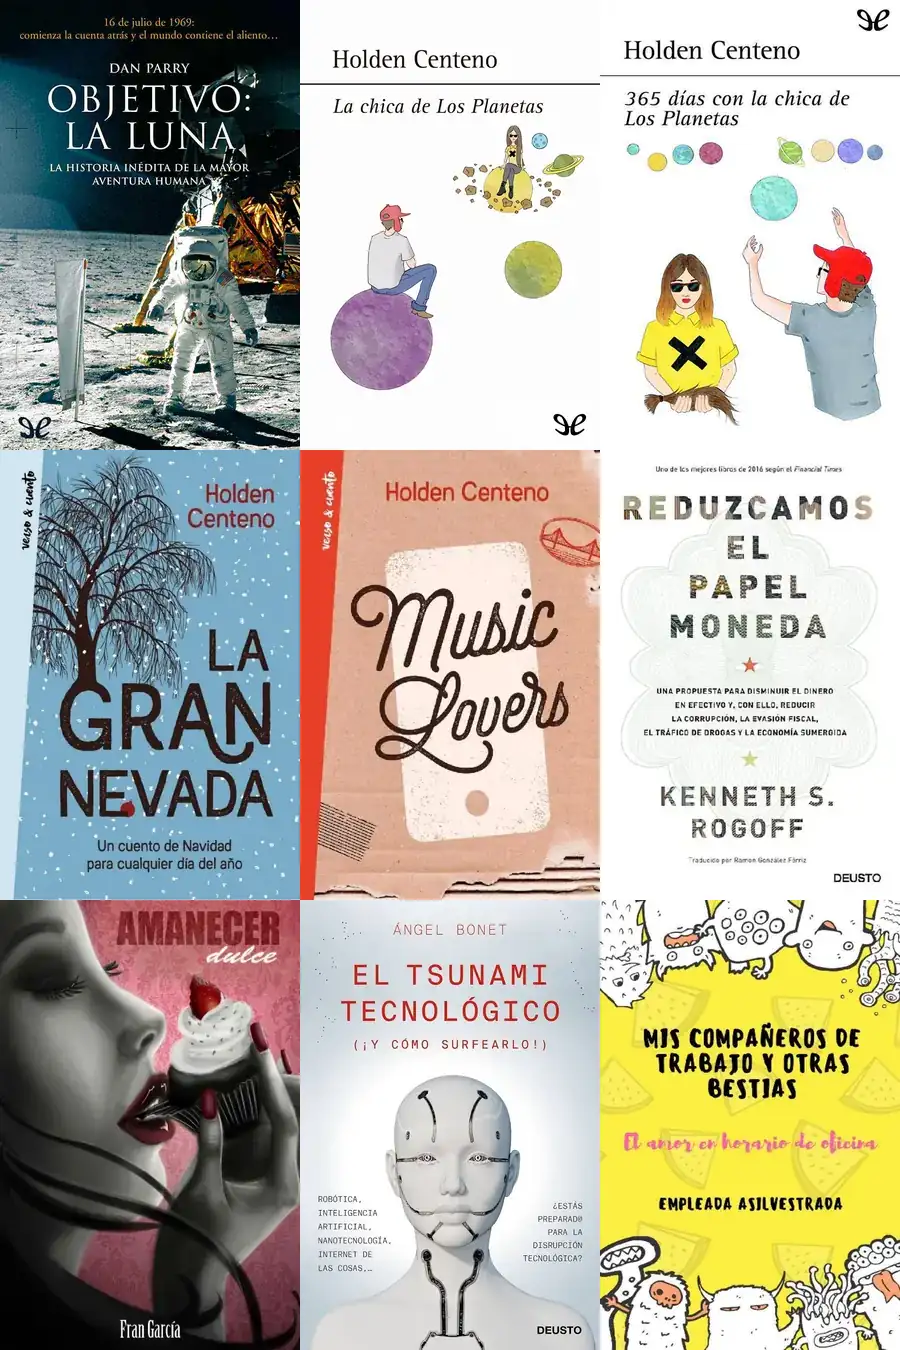 16 de julio de 1969:
comienza la cuenta atrás y el mundo contiene el aliento...
DAN PARRY
OBJETIVO:
LA LUNA
LA HISTORIA INÉDITA DE LA MAYOR
AVENTURA HUMANA
Holden Centeno
La chica de Los Planetas
Holden Centeno
365 días con la chica de
Los Planetas
verso & cuento
Holden
Centeno
LA
GRAN
NEVADA
Un cuento de Navidad
para cualquier día del año
verso & cuento
Holden Centeno
Music
Lovers
Uno de los mejores libros de 2016 según el Financial Times
REDUZCAMOS
EL
PAPEL
MONEDA
UNA PROPUESTA PARA DISMINUIR EL DINERO
EN EFECTIVO Y, CON ELLO, REDUCIR
LA CORRUPCIÓN, LA EVASIÓN FISCAL,
EL TRÁFICO DE DROGAS Y LA ECONOMÍA SUMERGIDA
KENNETH S.
ROGOFF
Traducido por Ramon González Férriz
DEUSTO
AMANECER
dulce
Fran García
ÁNGEL BONET
EL TSUNAMI
TECNOLÓGICO
(¡Y CÓMO SURFEARLO!)
ROBÓTICA,
INTELIGENCIA
ARTIFICIAL,
NANOTECNOLOGÍA,
INTERNET DE
LAS COSAS,…
¿ESTÁS
PREPARAD@
PARA LA
DISRUPCIÓN
TECNOLÓGICA?
DEUSTO
MIS COMPAÑEROS DE
TRABAJO Y OTRAS
BESTIAS
El amor en horario de oficina
EMPLEADA ASILVESTRADA